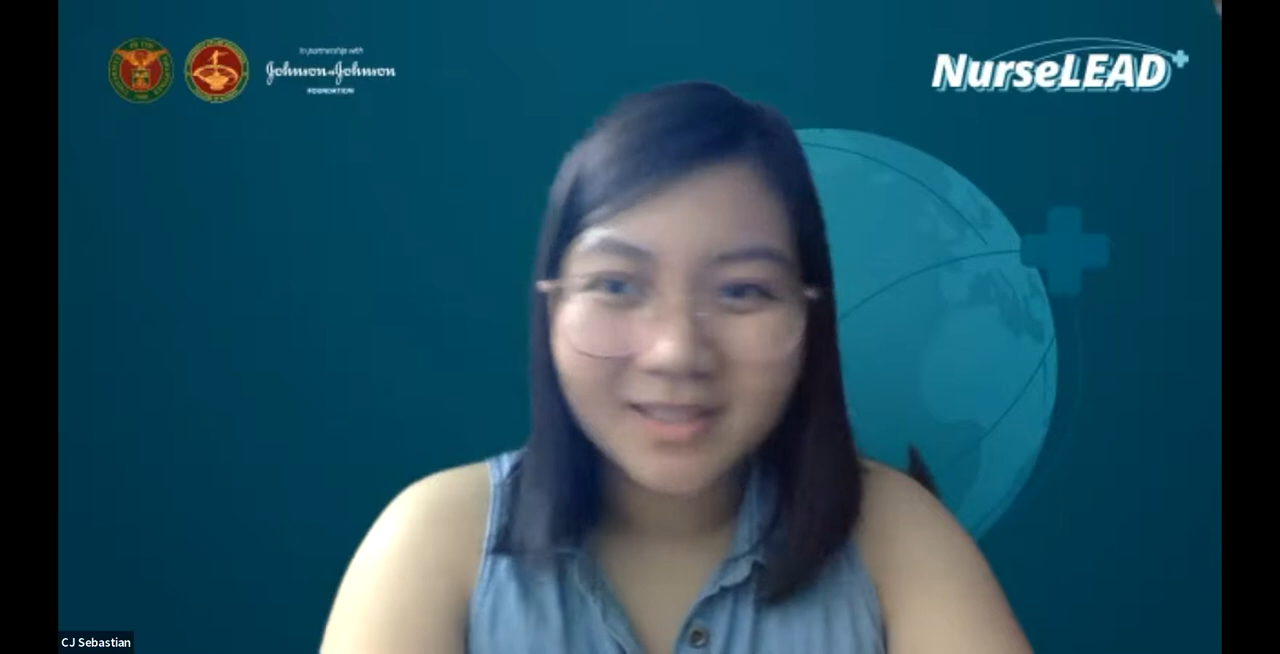 In partnership with
Johnson & Johnson
FOUNDATION
NurseLEAD
CJ Sebastian